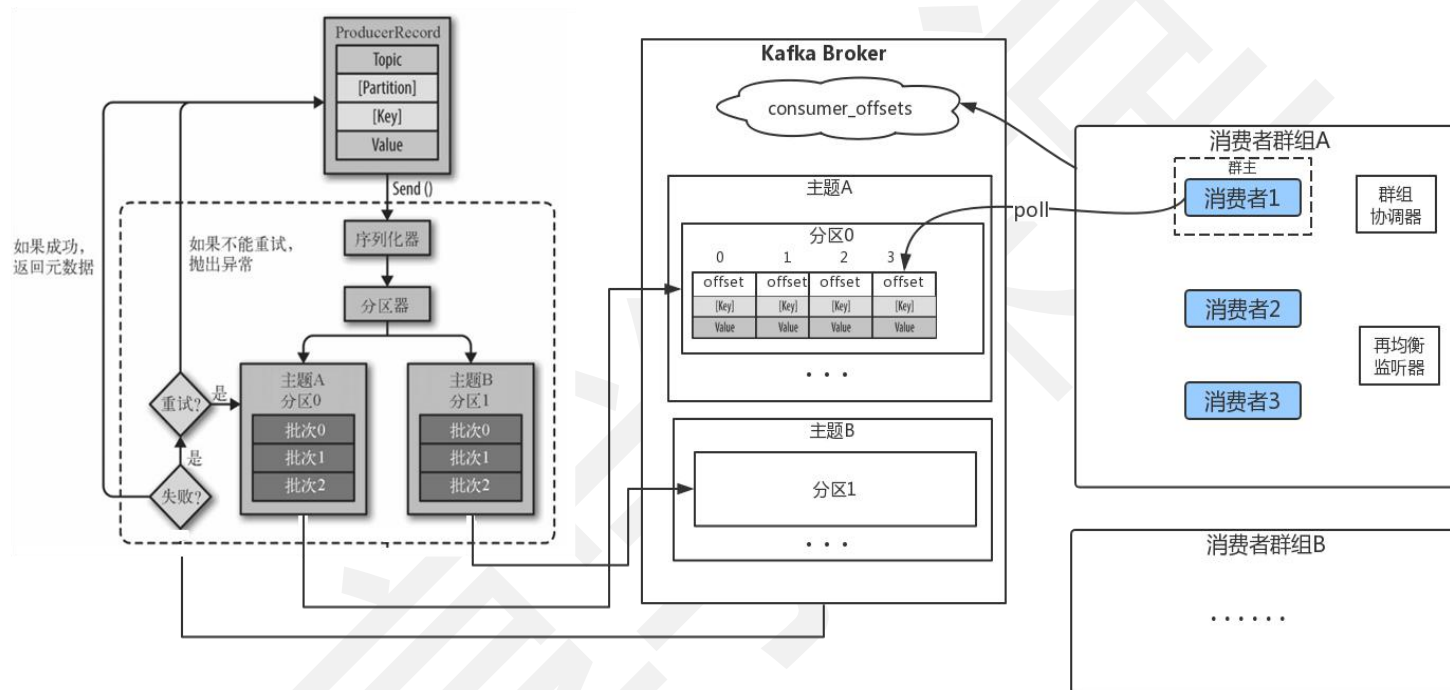 ProducerRecord
Topic
[Partition]
[Key]
Value
Send ()
序列化器
分区器
如果成功，
返回元数据
如果不能重试，
抛出异常
重试?
是
是
失败?
主题A
分区0
批次0
批次1
批次2
主题B
分区1
批次0
批次1
批次2
Kafka Broker
consumer_offsets
主题A
分区0
0 1 2 3
offset offset offset offset
[Key] [Key] [Key] [Key]
Value Value Value Value
...
主题B
分区1
...
poll
消费者群组A
群主
消费者1
群组
协调器
消费者2
再均衡
监听器
消费者3
消费者群组B
......